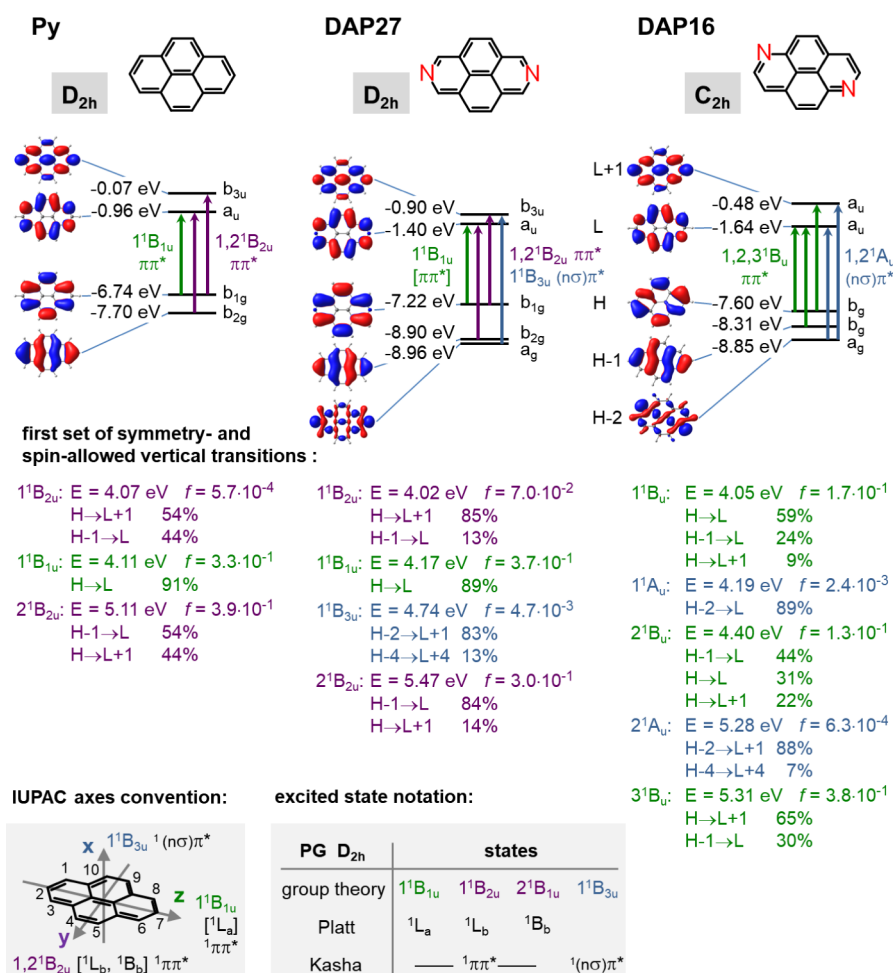 Py
DAP27
DAP16
N
N
N
N
D2h
D2h
C2h
-0.07 eV
b3u
-0.96 eV
au
1¹B1u
ππ*
1,2¹B2u
ππ*
-6.74 eV
b1g
-7.70 eV
b2g
-0.90 eV
b3u
-1.40 eV
au
1¹B1u
[ππ*]
1,2¹B2u ππ*
1¹B3u (nσ)π*
-7.22 eV
b1g
-8.90 eV
b2g
-8.96 eV
ag
L+1
-0.48 eV
au
L
-1.64 eV
au
1,2,3¹Bu
ππ*
1,2¹Au
(nσ)π*
H
-7.60 eV
bg
-8.31 eV
bg
H-1
-8.85 eV
ag
H-2
first set of symmetry- and
spin-allowed vertical transitions :
1¹B2u: E = 4.07 eV f = 5.7·10⁻⁴
H→L+1 54%
H-1→L 44%
1¹B1u: E = 4.11 eV f = 3.3·10⁻¹
H→L 91%
2¹B2u: E = 5.11 eV f = 3.9·10⁻¹
H-1→L 54%
H→L+1 44%
1¹B2u: E = 4.02 eV f = 7.0·10⁻²
H→L+1 85%
H-1→L 13%
1¹B1u: E = 4.17 eV f = 3.7·10⁻¹
H→L 89%
1¹B3u: E = 4.74 eV f = 4.7·10⁻³
H-2→L+1 83%
H-4→L+4 13%
2¹B2u: E = 5.47 eV f = 3.0·10⁻¹
H-1→L 84%
H→L+1 14%
1¹Bu: E = 4.05 eV f = 1.7·10⁻¹
H→L 59%
H-1→L 24%
H→L+1 9%
1¹Au: E = 4.19 eV f = 2.4·10⁻³
H-2→L 89%
2¹Bu: E = 4.40 eV f = 1.3·10⁻¹
H-1→L 44%
H→L 31%
H→L+1 22%
2¹Au: E = 5.28 eV f = 6.3·10⁻⁴
H-2→L+1 88%
H-4→L+4 7%
3¹Bu: E = 5.31 eV f = 3.8·10⁻¹
H→L+1 65%
H-1→L 30%
IUPAC axes convention:
x 1¹B3u ¹(nσ)π*
1
10
9
2
8
z
3
7
4
5
6
y
1¹B1u
[¹La]
¹ππ*
1,2¹B2u [¹Lb, ¹Bb] ¹ππ*
excited state notation:
PG D2h states
group theory 1¹B1u 1¹B2u 2¹B1u 1¹B3u
Platt ¹La ¹Lb ¹Bb
Kasha —— ¹ππ* —— ¹(nσ)π*